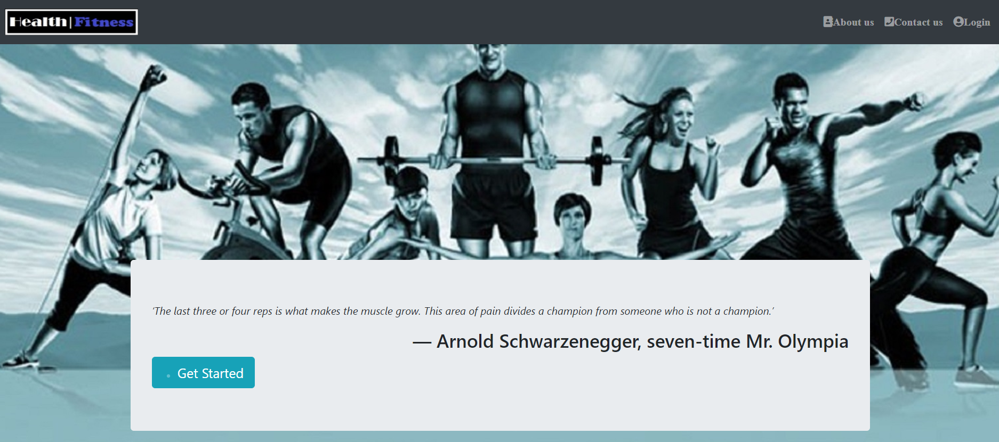 Health|Fitness
About us
Contact us
Login
‘The last three or four reps is what makes the muscle grow. This area of pain divides a champion from someone who is not a champion.’
— Arnold Schwarzenegger, seven-time Mr. Olympia
Get Started